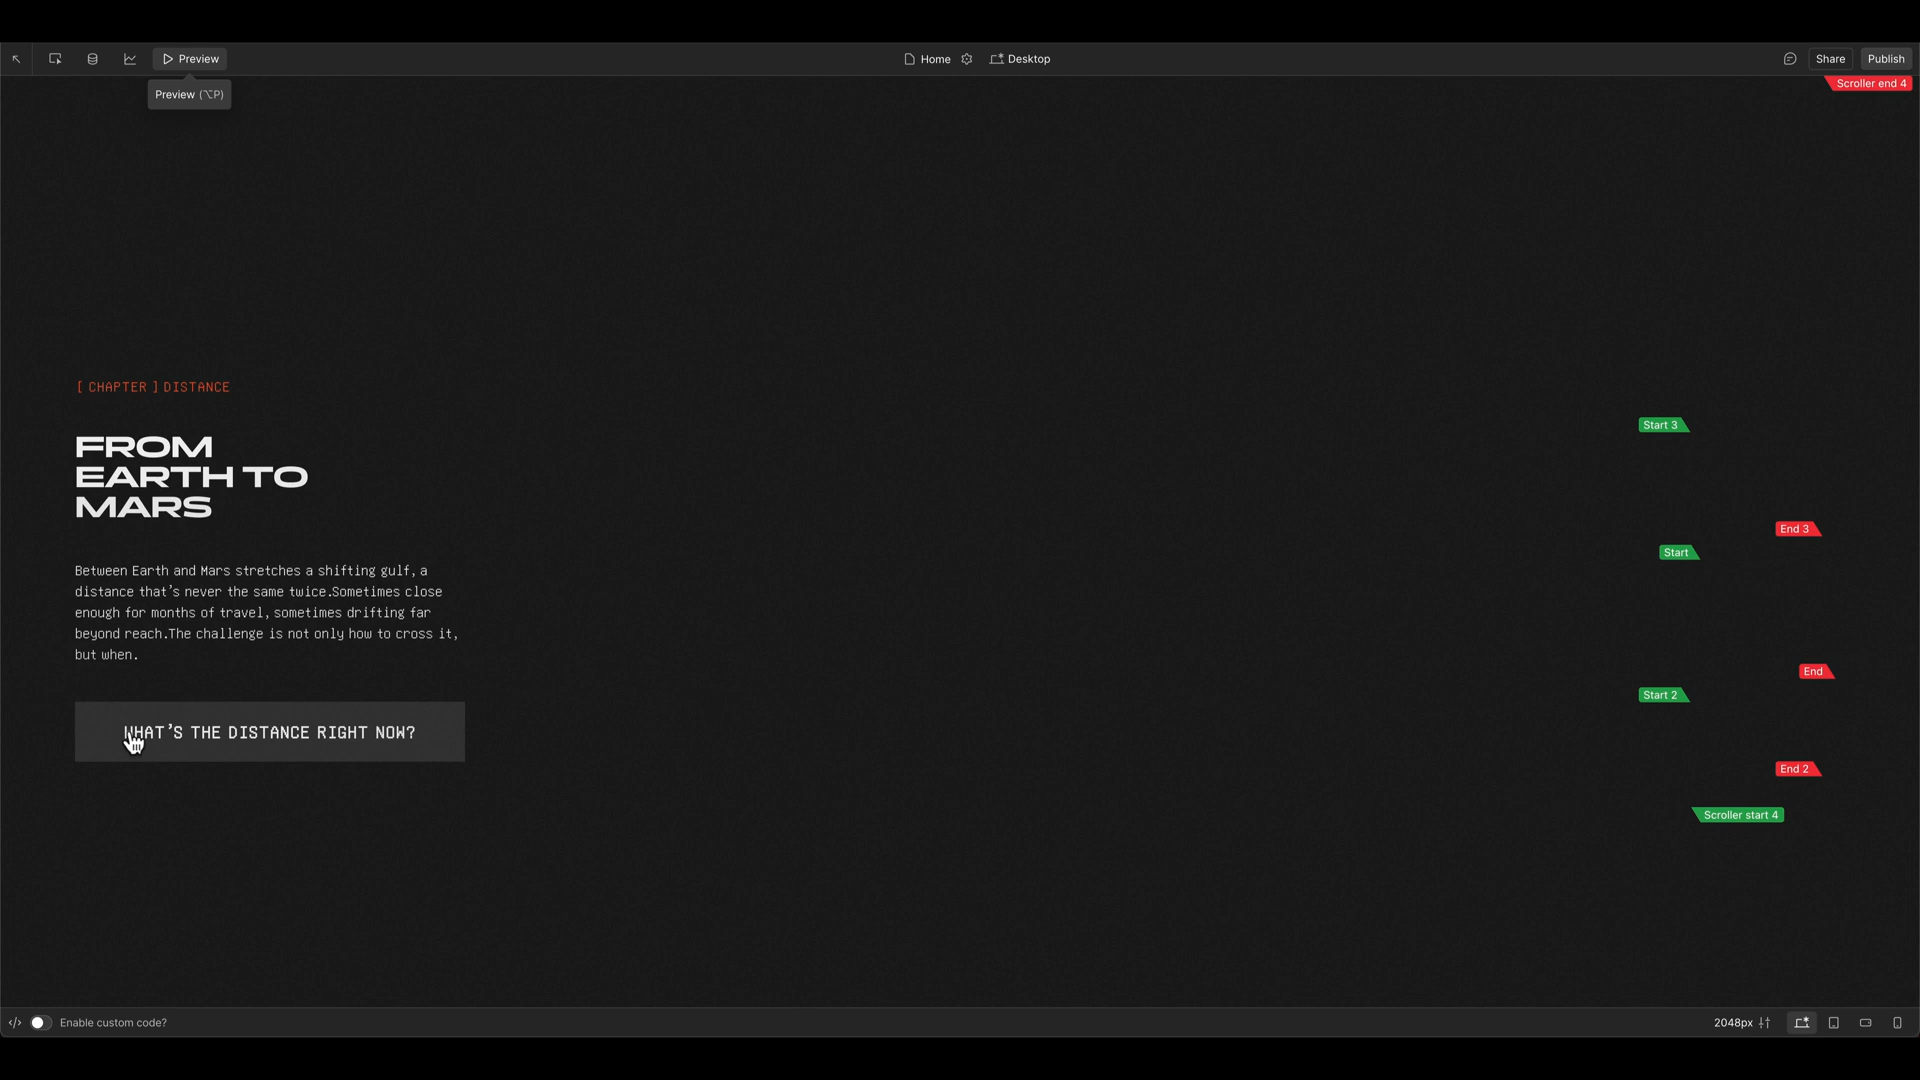 Preview
Home
Desktop
Share
Publish
Preview (⌥P)
Scroller end 4
[ CHAPTER ] DISTANCE
FROM
EARTH TO
MARS
Between Earth and Mars stretches a shifting gulf, a
distance that’s never the same twice.Sometimes close
enough for months of travel, sometimes drifting far
beyond reach.The challenge is not only how to cross it,
but when.
WHAT’S THE DISTANCE RIGHT NOW?
Start 3
End 3
Start
End
Start 2
End 2
Scroller start 4
Enable custom code?
2048px